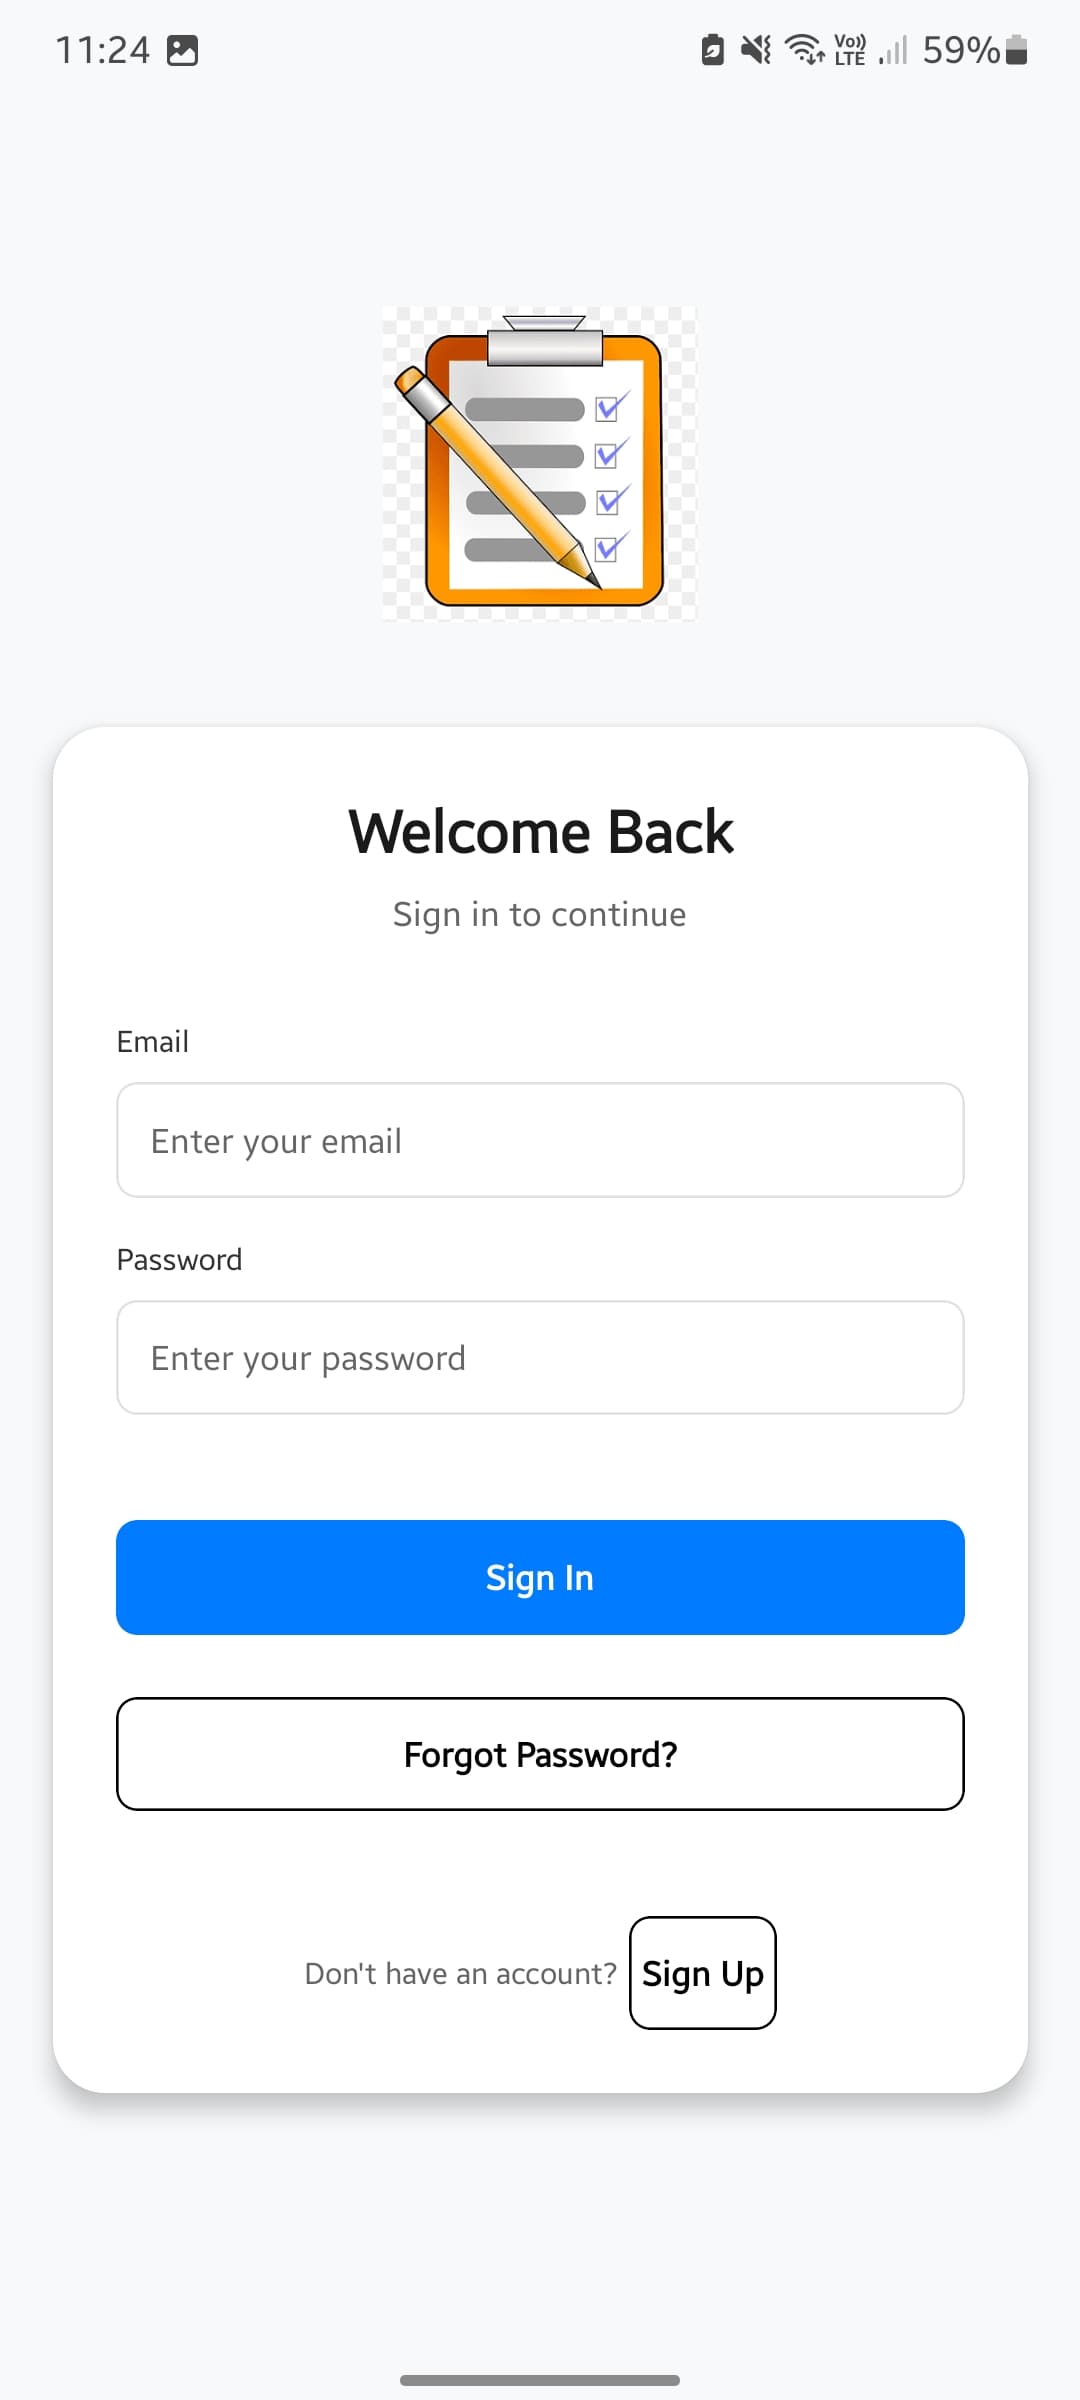 11:24
Vo)) LTE 59%
Welcome Back
Sign in to continue
Email
Enter your email
Password
Enter your password
Sign In
Forgot Password?
Don't have an account? Sign Up